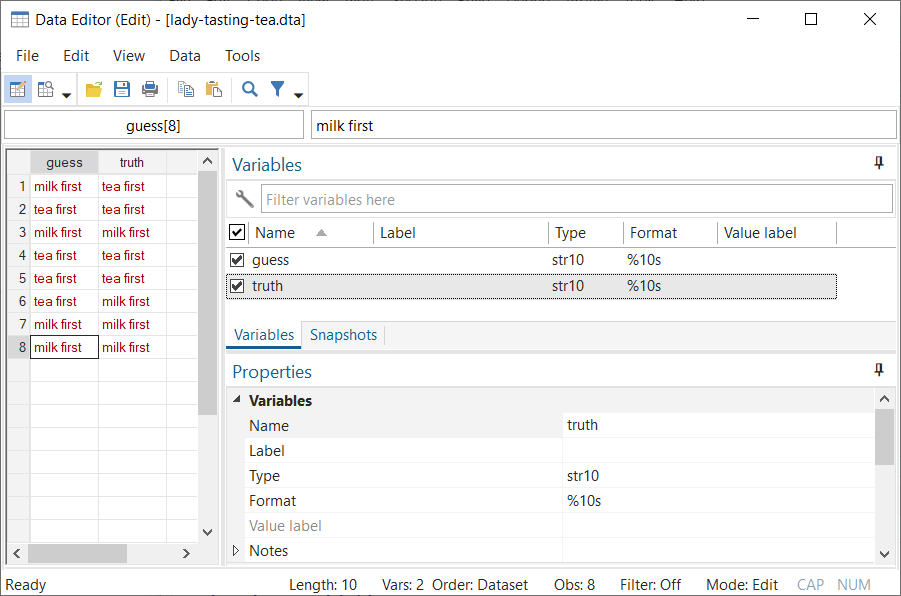 Data Editor (Edit) - [lady-tasting-tea.dta]
File Edit View Data Tools
guess[8] milk first
guess truth
1 milk first tea first
2 tea first tea first
3 milk first milk first
4 tea first tea first
5 tea first tea first
6 tea first milk first
7 milk first milk first
8 milk first milk first
Variables
Filter variables here
Name Label Type Format Value label
guess str10 %10s
truth str10 %10s
Variables Snapshots
Properties
Variables
Name truth
Label
Type str10
Format %10s
Value label
Notes
Ready Length: 10 Vars: 2 Order: Dataset Obs: 8 Filter: Off Mode: Edit CAP NUM